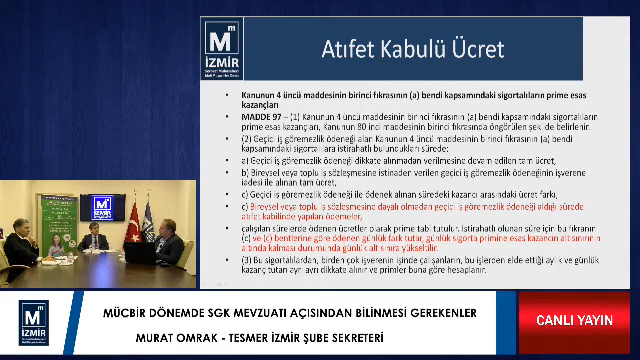 İZMİR
Serbest Muhasebeci
Mali Müşavirler Odası
Atıfet Kabulü Ücret
Kanunun 4 üncü maddesinin birinci fıkrasının (a) bendi kapsamındaki sigortalıların prime esas
kazançları
MADDE 97 – (1) Kanunun 4 üncü maddesinin birinci fıkrasının (a) bendi kapsamındaki sigortalıların
prime esas kazançları, Kanunun 80 inci maddesinin birinci fıkrasında öngörülen şekilde belirlenir.
(2) Geçici iş göremezlik ödeneği alan Kanunun 4 üncü maddesinin birinci fıkrasının (a) bendi
kapsamındaki sigortalılara istirahatlı bulundukları sürede:
a) Geçici iş göremezlik ödeneği dikkate alınmadan verilmesine devam edilen tam ücret,
b) Bireysel veya toplu iş sözleşmesine istinaden verilen geçici iş göremezlik ödeneğinin işverene
iadesi ile alınan tam ücret,
c) Geçici iş göremezlik ödeneği ile ödenek alınan süredeki kazancı arasındaki ücret farkı,
ç) Bireysel veya toplu iş sözleşmesine dayalı olmadan geçici iş göremezlik ödeneği aldığı sürede
atıfet kabilinde yapılan ödemeler,
çalışılan sürelerde ödenen ücretler olarak prime tabi tutulur. İstirahatlı olunan süre için bu fıkranın
(c) ve (ç) bentlerine göre ödenen günlük fark tutar, günlük sigorta primine esas kazancın alt sınırının
altında kalması durumunda günlük alt sınıra yükseltilir.
(3) Bu sigortalılardan, birden çok işverenin işinde çalışanların, bu işlerden elde ettiği aylık ve günlük
kazanç tutarı ayrı ayrı dikkate alınır ve primler buna göre hesaplanır.
İZMİR
İZMİR
MÜCBİR DÖNEMDE SGK MEVZUATI AÇISINDAN BİLİNMESİ GEREKENLER
MURAT OMRAK - TESMER İZMİR ŞUBE SEKRETERİ
CANLI YAYIN